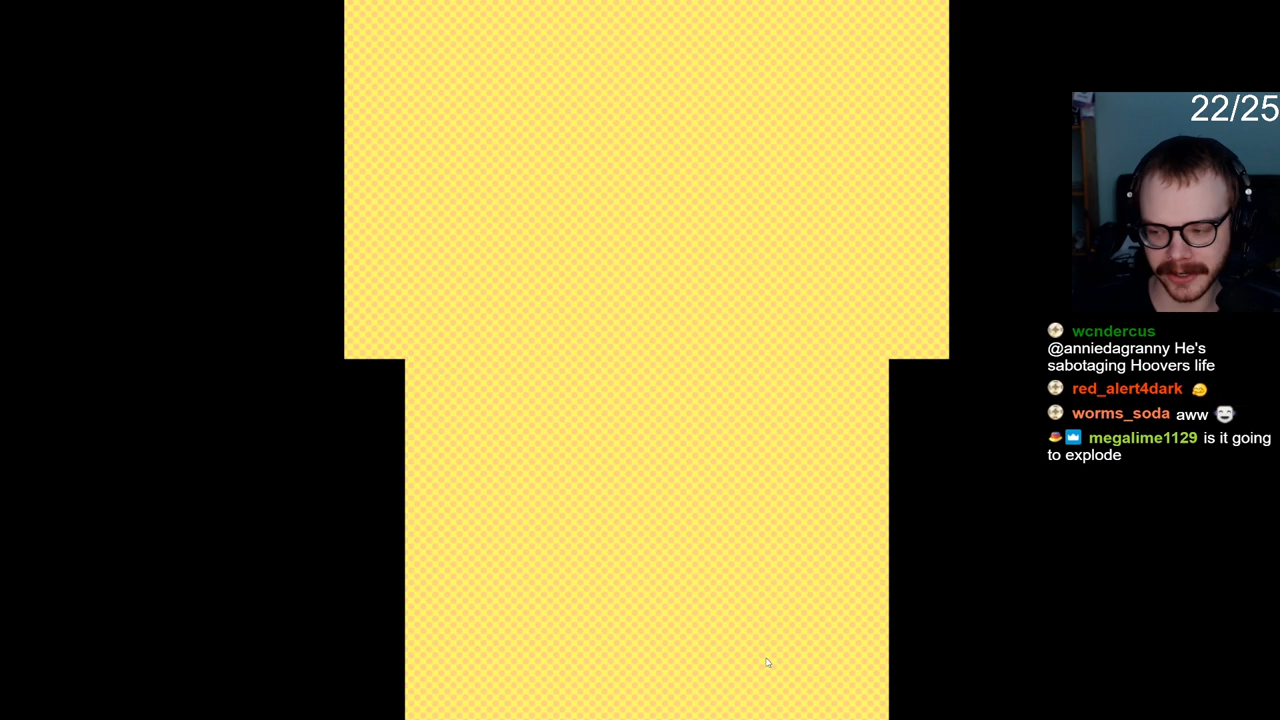 22/25
wcndercus
@anniedagranny He's
sabotaging Hoovers life
red_alert4dark
worms_soda aww
megalime1129 is it going
to explode